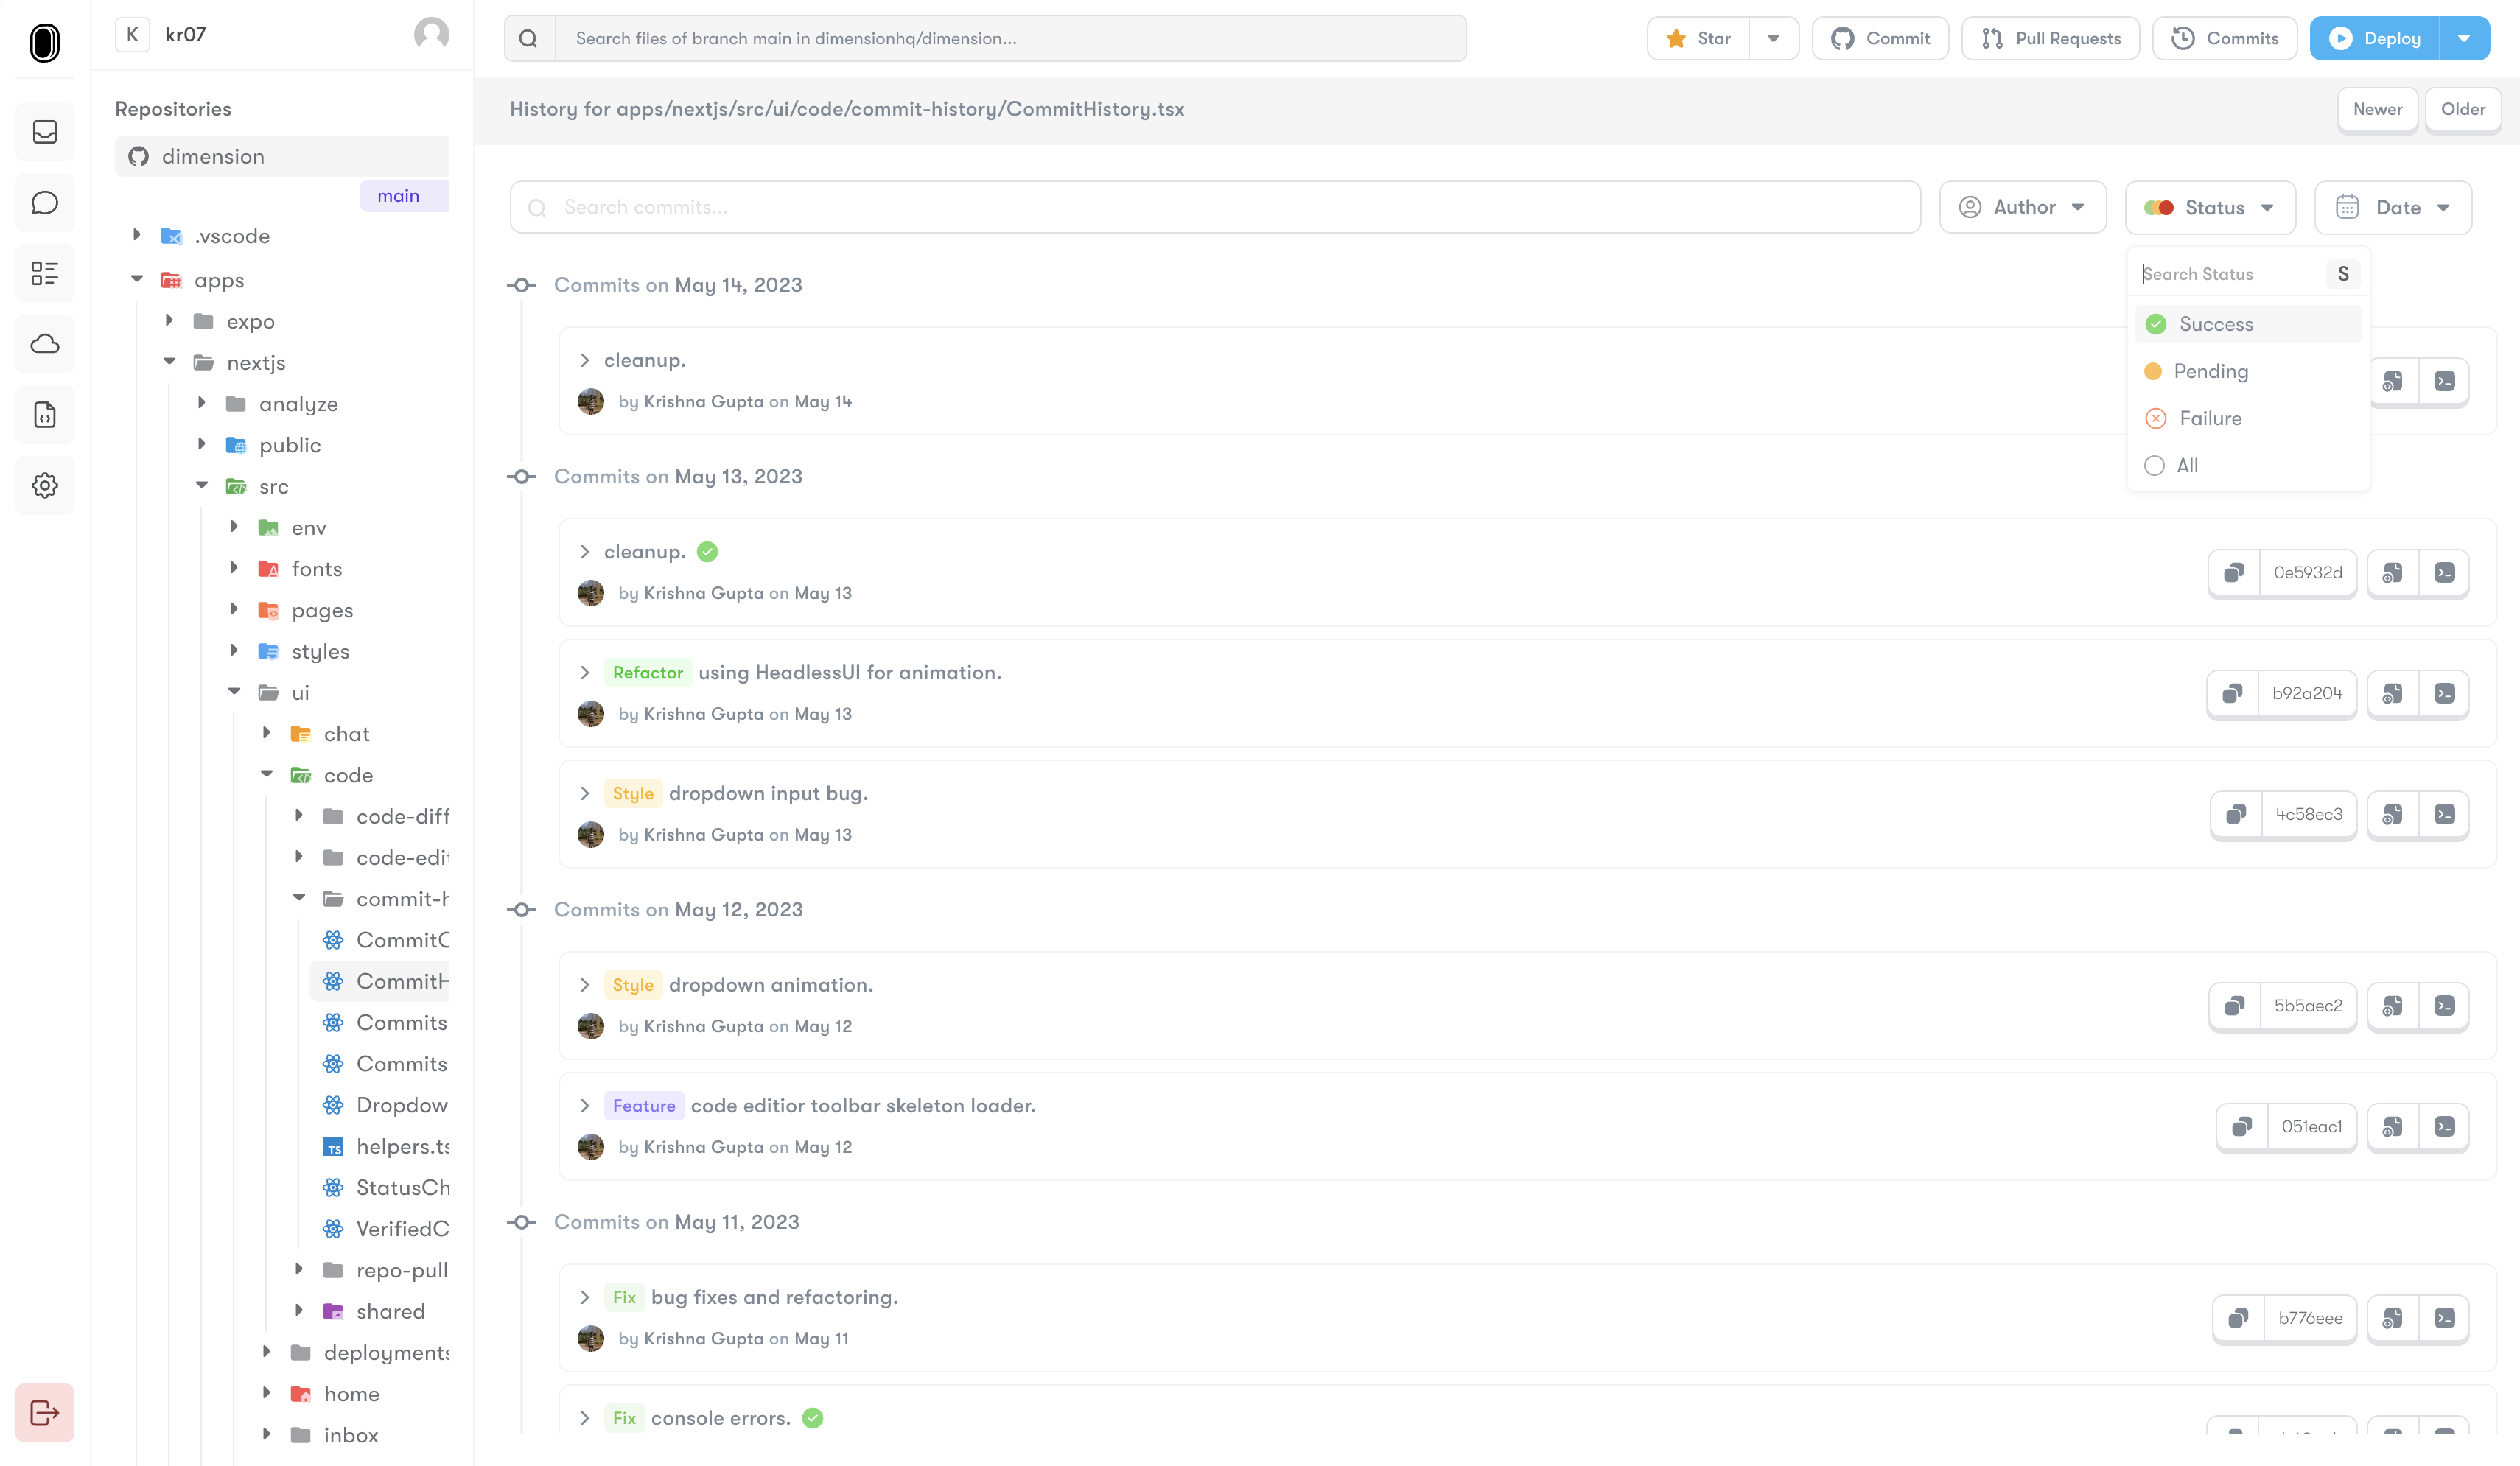 K kr07
Repositories
dimension
main
.vscode
apps
expo
nextjs
analyze
public
src
env
fonts
pages
styles
ui
chat
code
code-diff
code-edit
commit-h
CommitC
CommitH
Commits
Commits
Dropdow
TS helpers.ts
StatusCh
VerifiedC
repo-pull
shared
deployments
home
inbox
Search files of branch main in dimensionhq/dimension...
Star
Commit
Pull Requests
Commits
Deploy
History for apps/nextjs/src/ui/code/commit-history/CommitHistory.tsx
Newer
Older
Search commits...
Author
Status
Date
Search Status S
Success
Pending
Failure
All
Commits on May 14, 2023
cleanup.
by Krishna Gupta on May 14
Commits on May 13, 2023
cleanup.
by Krishna Gupta on May 13
0e5932d
Refactor using HeadlessUI for animation.
by Krishna Gupta on May 13
b92a204
Style dropdown input bug.
by Krishna Gupta on May 13
4c58ec3
Commits on May 12, 2023
Style dropdown animation.
by Krishna Gupta on May 12
5b5aec2
Feature code editior toolbar skeleton loader.
by Krishna Gupta on May 12
051eac1
Commits on May 11, 2023
Fix bug fixes and refactoring.
by Krishna Gupta on May 11
b776eee
Fix console errors.